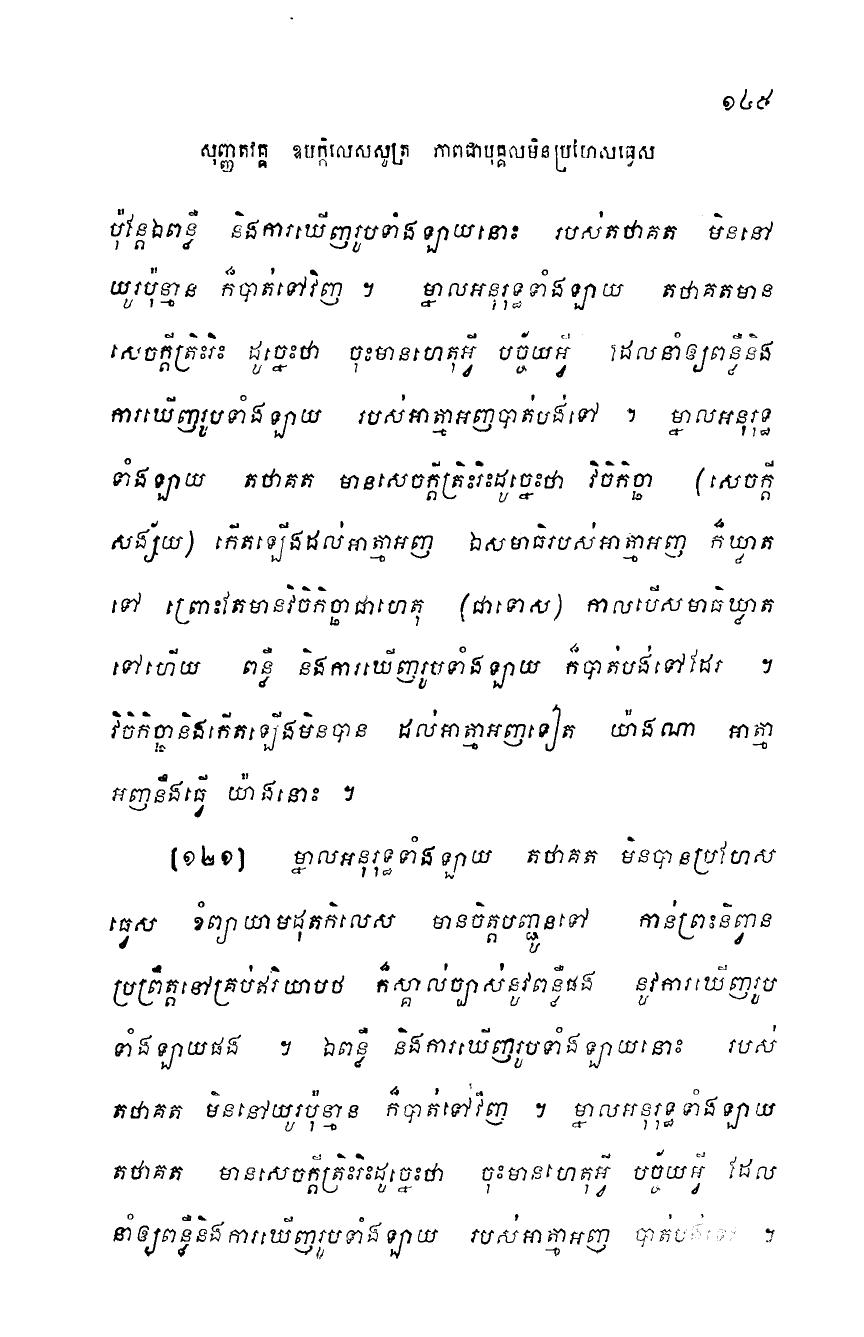 ១៤៩
សុញ្ញតវគ្គ ឧបក្កិលេសសូត្រ ភាពជាបុគ្គលមិនប្រហែសធ្វេស
ប៉ុន្តែឯពន្លឺ និងការឃើញរូបទាំងឡាយនោះ របស់តថាគត មិននៅ
យូរប៉ុន្មាន ក៏បាត់ទៅវិញ ។ ម្នាលអនុរុទ្ធទាំងឡាយ តថាគតមាន
សេចក្តីត្រិះរិះ ដូច្នេះថា ចុះមានហេតុអ្វី បច្ច័យអ្វី ដែលនាំឲ្យពន្លឺនិង
ការឃើញរូបទាំងឡាយ របស់អាត្មាអញបាត់បង់ទៅ ។ ម្នាលអនុរុទ្ធ
ទាំងឡាយ តថាគត មានសេចក្តីត្រិះរិះដូច្នេះថា វិចិកិច្ឆា (សេចក្តី
សង្ស័យ) កើតឡើងដល់អាត្មាអញ ឯសមាធិរបស់អាត្មាអញ ក៏ឃ្លាត
ទៅ ព្រោះតែមានវិចិកិច្ឆាជាហេតុ (ជាទោស) កាលបើសមាធិឃ្លាត
ទៅហើយ ពន្លឺ និងការឃើញរូបទាំងឡាយ ក៏បាត់បង់ទៅដែរ ។
វិចិកិច្ឆានិងកើតឡើងមិនបាន ដល់អាត្មាអញទៀត យ៉ាងណា អាត្មា
អញនឹងធ្វើ យ៉ាងនោះ ។
[១២១] ម្នាលអនុរុទ្ធទាំងឡាយ តថាគត មិនបានប្រហែស
ធ្វេស ខំព្យាយាមដុតកិលេស មានចិត្តបញ្ជូនទៅ កាន់ព្រះនិព្វាន
ប្រព្រឹត្តនៅគ្រប់ឥរិយាបថ ក៏ស្គាល់ច្បាស់នូវពន្លឺផង នូវការឃើញរូប
ទាំងឡាយផង ។ ឯពន្លឺ និងការឃើញរូបទាំងឡាយនោះ របស់
តថាគត មិននៅយូរប៉ុន្មាន ក៏បាត់ទៅវិញ ។ ម្នាលអនុរុទ្ធទាំងឡាយ
តថាគត មានសេចក្តីត្រិះរិះដូច្នេះថា ចុះមានហេតុអ្វី បច្ច័យអ្វី ដែល
នាំឲ្យពន្លឺនិងការឃើញរូបទាំងឡាយ របស់អាត្មាអញ បាត់បង់ទៅ ។